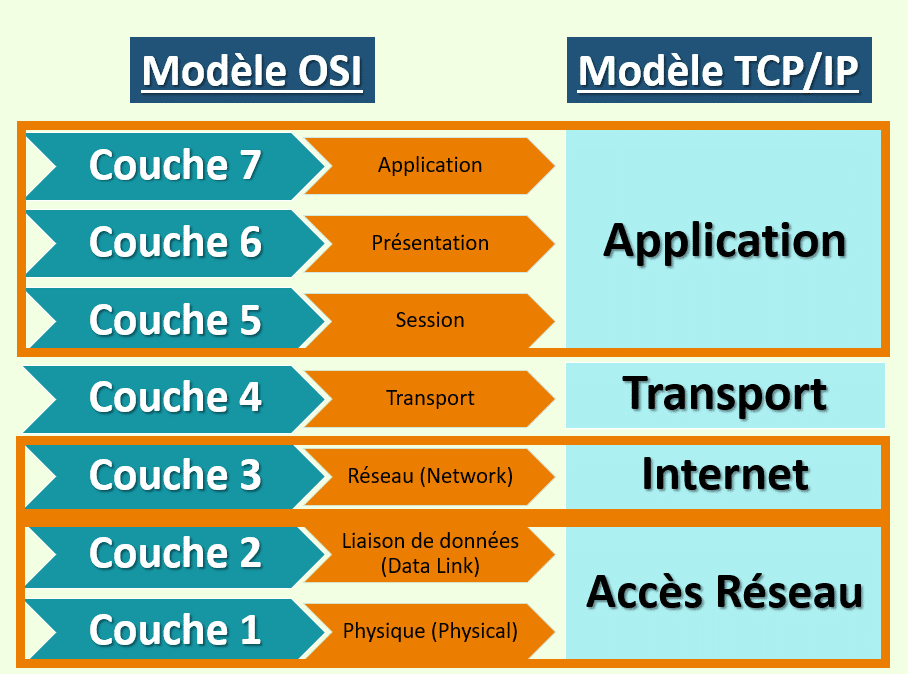 Modèle OSI
Modèle TCP/IP
Couche 7
Application
Application
Couche 6
Présentation
Couche 5
Session
Couche 4
Transport
Transport
Couche 3
Réseau (Network)
Internet
Couche 2
Liaison de données
(Data Link)
Accès Réseau
Couche 1
Physique (Physical)